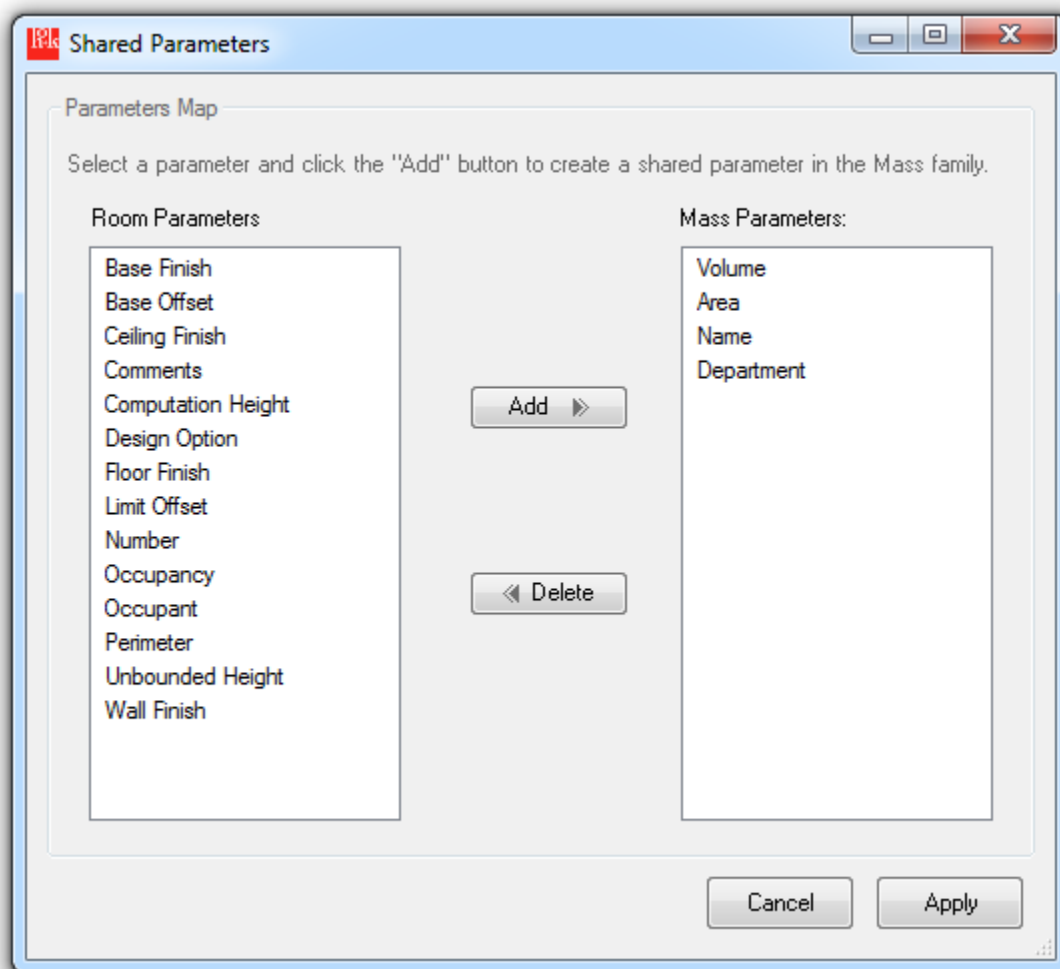 Shared Parameters
Parameters Map
Select a parameter and click the "Add" button to create a shared parameter in the Mass family.
Room Parameters
Base Finish
Base Offset
Ceiling Finish
Comments
Computation Height
Design Option
Floor Finish
Limit Offset
Number
Occupancy
Occupant
Perimeter
Unbounded Height
Wall Finish
Add
Delete
Mass Parameters:
Volume
Area
Name
Department
Cancel
Apply